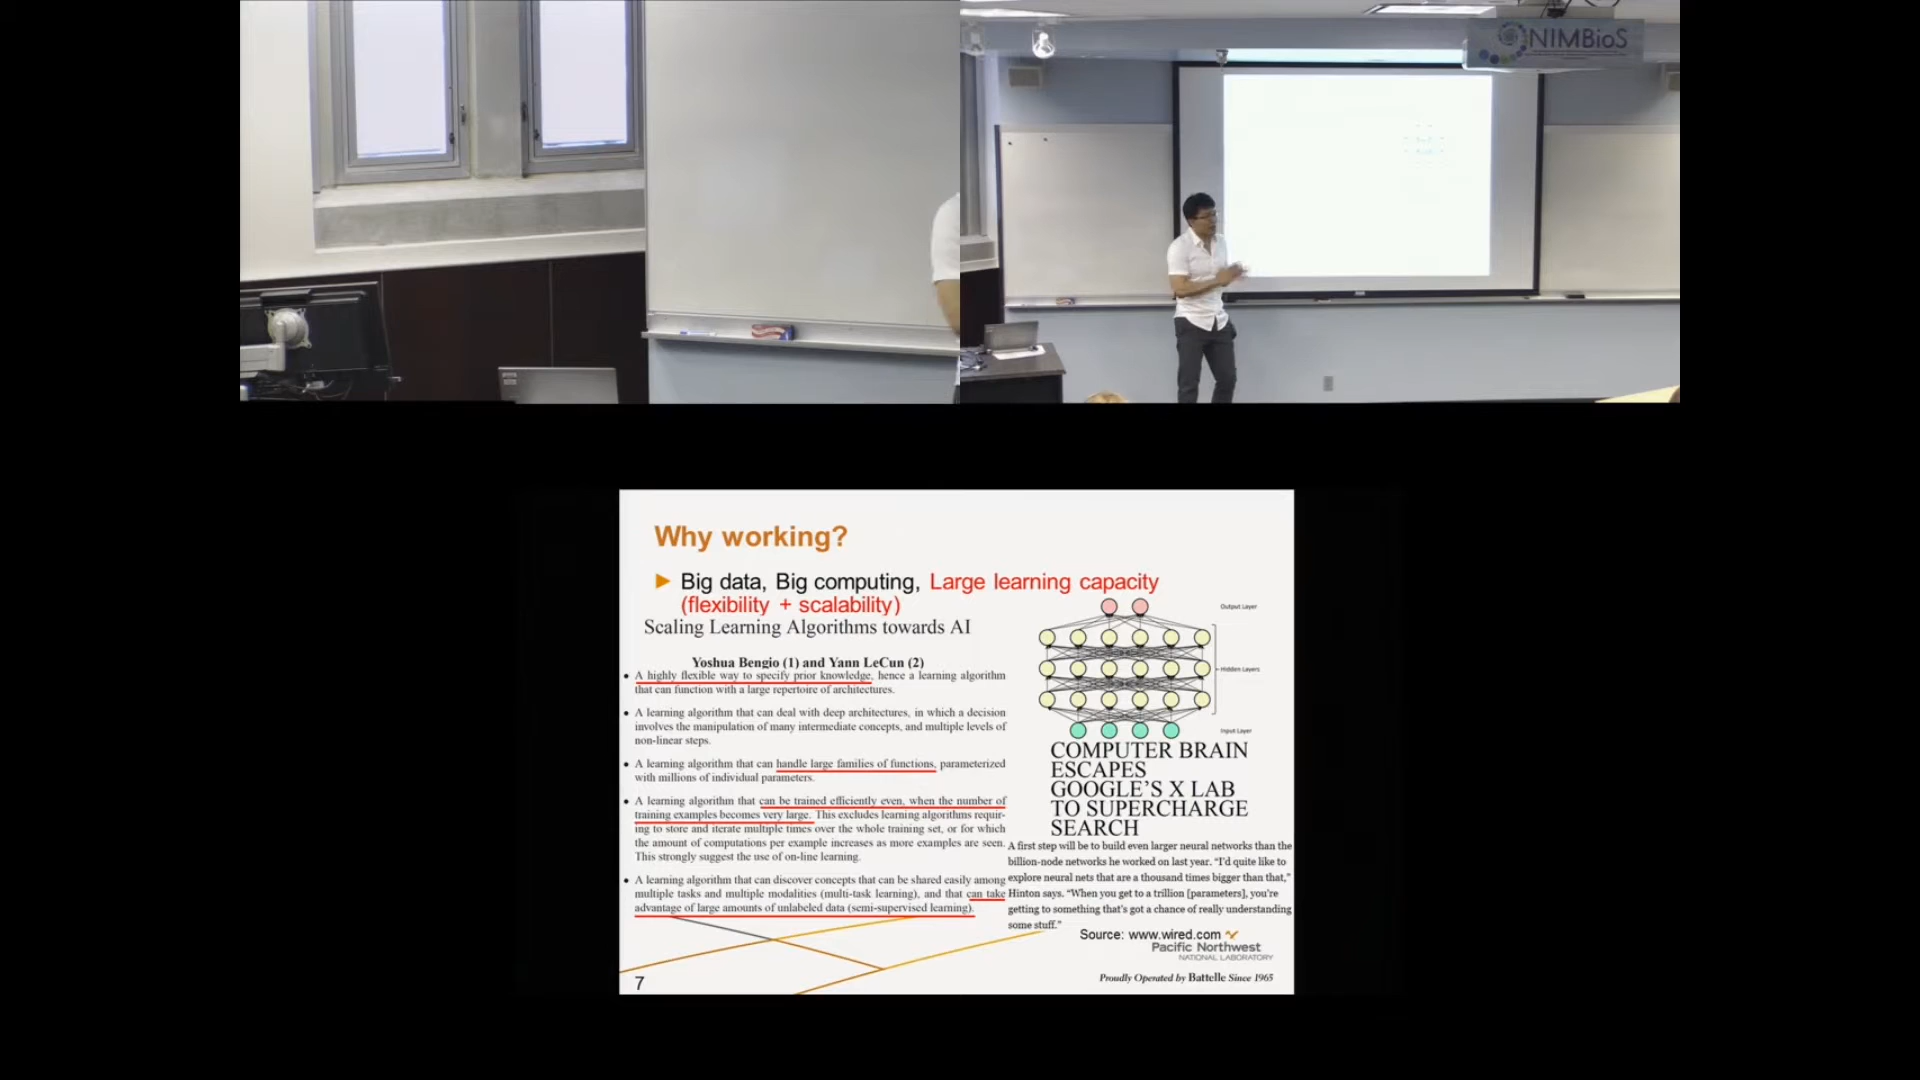 NIMBioS
Why working?
► Big data, Big computing, Large learning capacity
(flexibility + scalability)
Scaling Learning Algorithms towards AI
Yoshua Bengio (1) and Yann LeCun (2)
• A highly flexible way to specify prior knowledge, hence a learning algorithm
that can function with a large repertoire of architectures.
• A learning algorithm that can deal with deep architectures, in which a decision
involves the manipulation of many intermediate concepts, and multiple levels of
non-linear steps.
• A learning algorithm that can handle large families of functions, parameterized
with millions of individual parameters.
• A learning algorithm that can be trained efficiently even, when the number of
training examples becomes very large. This excludes learning algorithms requir-
ing to store and iterate multiple times over the whole training set, or for which
the amount of computations per example increases as more examples are seen.
This strongly suggest the use of on-line learning.
• A learning algorithm that can discover concepts that can be shared easily among
multiple tasks and multiple modalities (multi-task learning), and that can take
advantage of large amounts of unlabeled data (semi-supervised learning).
Output Layer
Hidden Layers
Input Layer
COMPUTER BRAIN
ESCAPES
GOOGLE'S X LAB
TO SUPERCHARGE
SEARCH
A first step will be to build even larger neural networks than the
billion-node networks he worked on last year. “I'd quite like to
explore neural nets that are a thousand times bigger than that,”
Hinton says. “When you get to a trillion [parameters], you're
getting to something that's got a chance of really understanding
some stuff.”
Source: www.wired.com
Pacific Northwest
NATIONAL LABORATORY
Proudly Operated by Battelle Since 1965
7